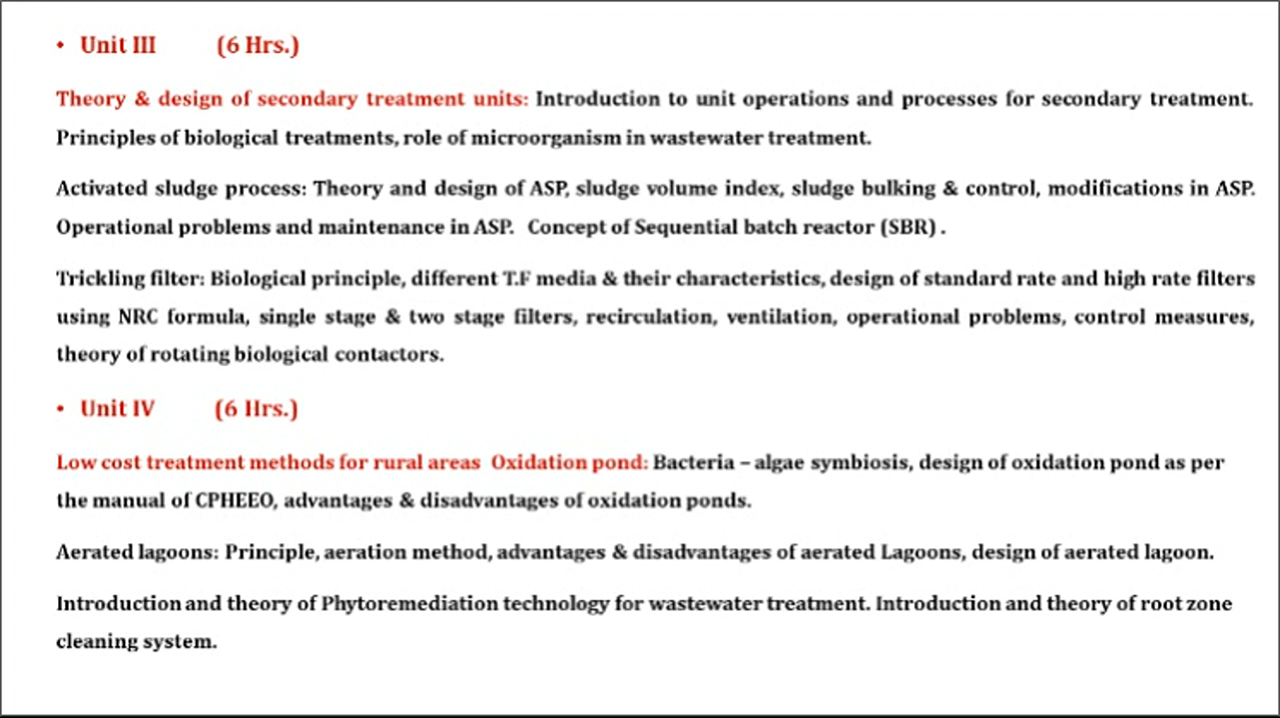 • Unit III (6 Hrs.)
Theory & design of secondary treatment units: Introduction to unit operations and processes for secondary treatment.
Principles of biological treatments, role of microorganism in wastewater treatment.
Activated sludge process: Theory and design of ASP, sludge volume index, sludge bulking & control, modifications in ASP.
Operational problems and maintenance in ASP. Concept of Sequential batch reactor (SBR) .
Trickling filter: Biological principle, different T.F media & their characteristics, design of standard rate and high rate filters
using NRC formula, single stage & two stage filters, recirculation, ventilation, operational problems, control measures,
theory of rotating biological contactors.
• Unit IV (6 Hrs.)
Low cost treatment methods for rural areas Oxidation pond: Bacteria – algae symbiosis, design of oxidation pond as per
the manual of CPHEEO, advantages & disadvantages of oxidation ponds.
Aerated lagoons: Principle, aeration method, advantages & disadvantages of aerated Lagoons, design of aerated lagoon.
Introduction and theory of Phytoremediation technology for wastewater treatment. Introduction and theory of root zone
cleaning system.